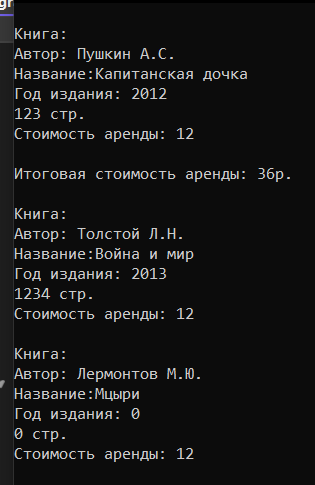 gr
Книга:
Автор: Пушкин А.С.
Название:Капитанская дочка
Год издания: 2012
123 стр.
Стоимость аренды: 12
Итоговая стоимость аренды: 36р.
Книга:
Автор: Толстой Л.Н.
Название:Война и мир
Год издания: 2013
1234 стр.
Стоимость аренды: 12
Книга:
Автор: Лермонтов М.Ю.
Название:Мцыри
Год издания: 0
0 стр.
Стоимость аренды: 12